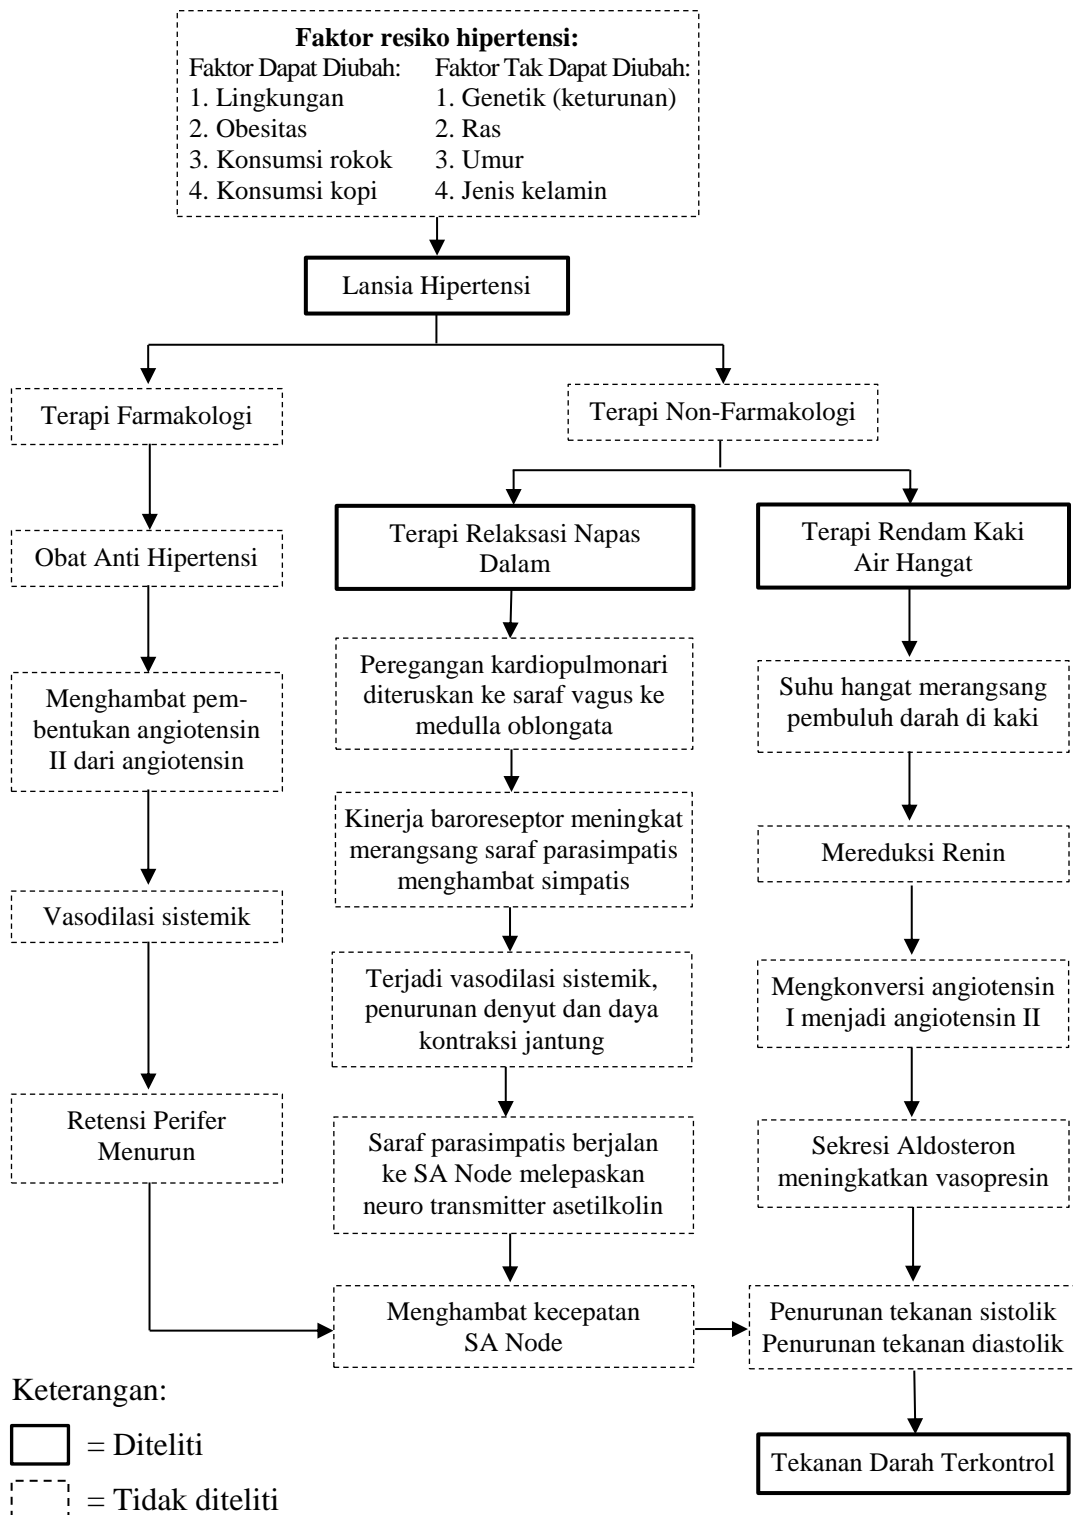 Faktor resiko hipertensi:
Faktor Dapat Diubah:
1. Lingkungan
2. Obesitas
3. Konsumsi rokok
4. Konsumsi kopi
Faktor Tak Dapat Diubah:
1. Genetik (keturunan)
2. Ras
3. Umur
4. Jenis kelamin
Lansia Hipertensi
Terapi Farmakologi
Terapi Non-Farmakologi
Obat Anti Hipertensi
Terapi Relaksasi Napas
Dalam
Terapi Rendam Kaki
Air Hangat
Menghambat pem-
bentukan angiotensin
II dari angiotensin
Peregangan kardiopulmonari
diteruskan ke saraf vagus ke
medulla oblongata
Suhu hangat merangsang
pembuluh darah di kaki
Kinerja baroreseptor meningkat
merangsang saraf parasimpatis
menghambat simpatis
Mereduksi Renin
Vasodilasi sistemik
Terjadi vasodilasi sistemik,
penurunan denyut dan daya
kontraksi jantung
Mengkonversi angiotensin
I menjadi angiotensin II
Retensi Perifer
Menurun
Saraf parasimpatis berjalan
ke SA Node melepaskan
neuro transmitter asetilkolin
Sekresi Aldosteron
meningkatkan vasopresin
Menghambat kecepatan
SA Node
Penurunan tekanan sistolik
Penurunan tekanan diastolik
Tekanan Darah Terkontrol
Keterangan:
= Diteliti
= Tidak diteliti